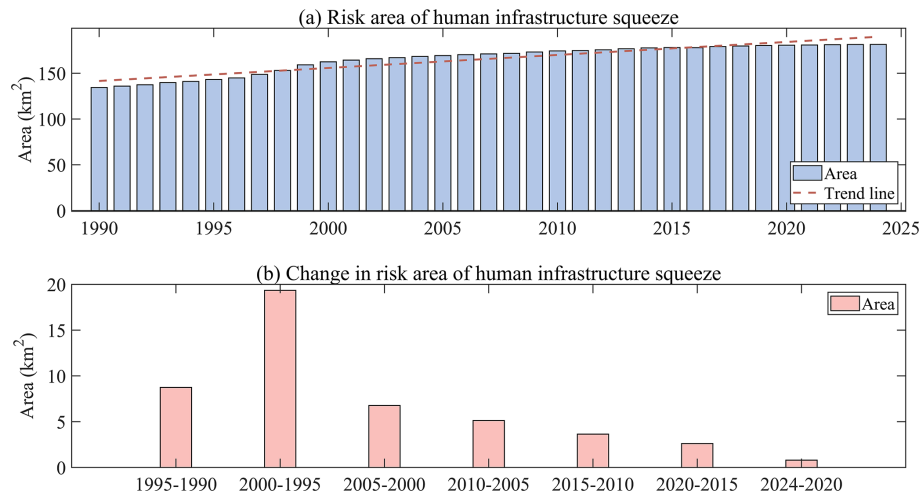 (a) Risk area of human infrastructure squeeze
Area (km²)
150
100
50
0
1990 1995 2000 2005 2010 2015 2020 2025
Area
Trend line
(b) Change in risk area of human infrastructure squeeze
Area (km²)
20
15
10
5
0
1995-1990 2000-1995 2005-2000 2010-2005 2015-2010 2020-2015 2024-2020
Area